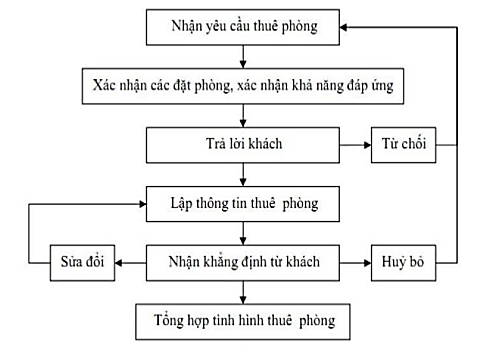 Nhận yêu cầu thuê phòng
Xác nhận các đặt phòng, xác nhận khả năng đáp ứng
Trả lời khách
Từ chối
Lập thông tin thuê phòng
Sửa đổi
Nhận khẳng định từ khách
Huỷ bỏ
Tổng hợp tình hình thuê phòng